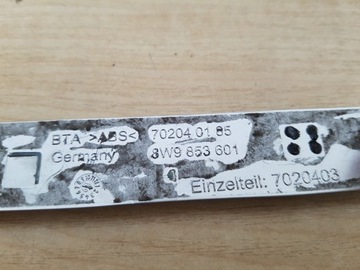 BTA >ABS< 70204 01 85
Germany 3W9 853 601
Einzelteil: 7020403